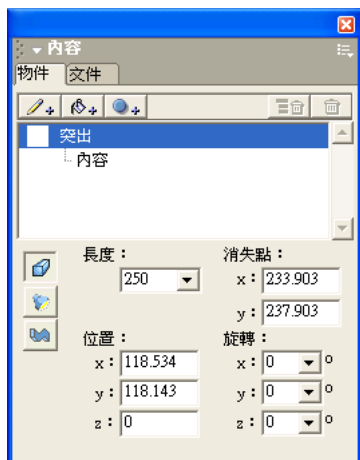 內容
物件 文件
突出
內容
長度：
250
消失點：
x：233.903
y：237.903
位置：
x：118.534
y：118.143
z：0
旋轉：
x：0 °
y：0 °
z：0 °